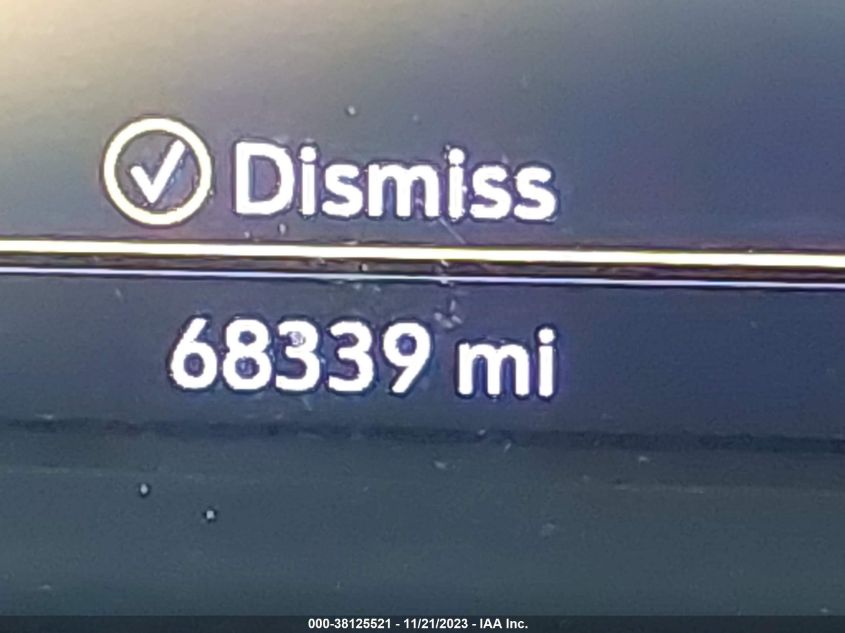 Dismiss
68339 mi
000-38125521 - 11/21/2023 - IAA Inc.